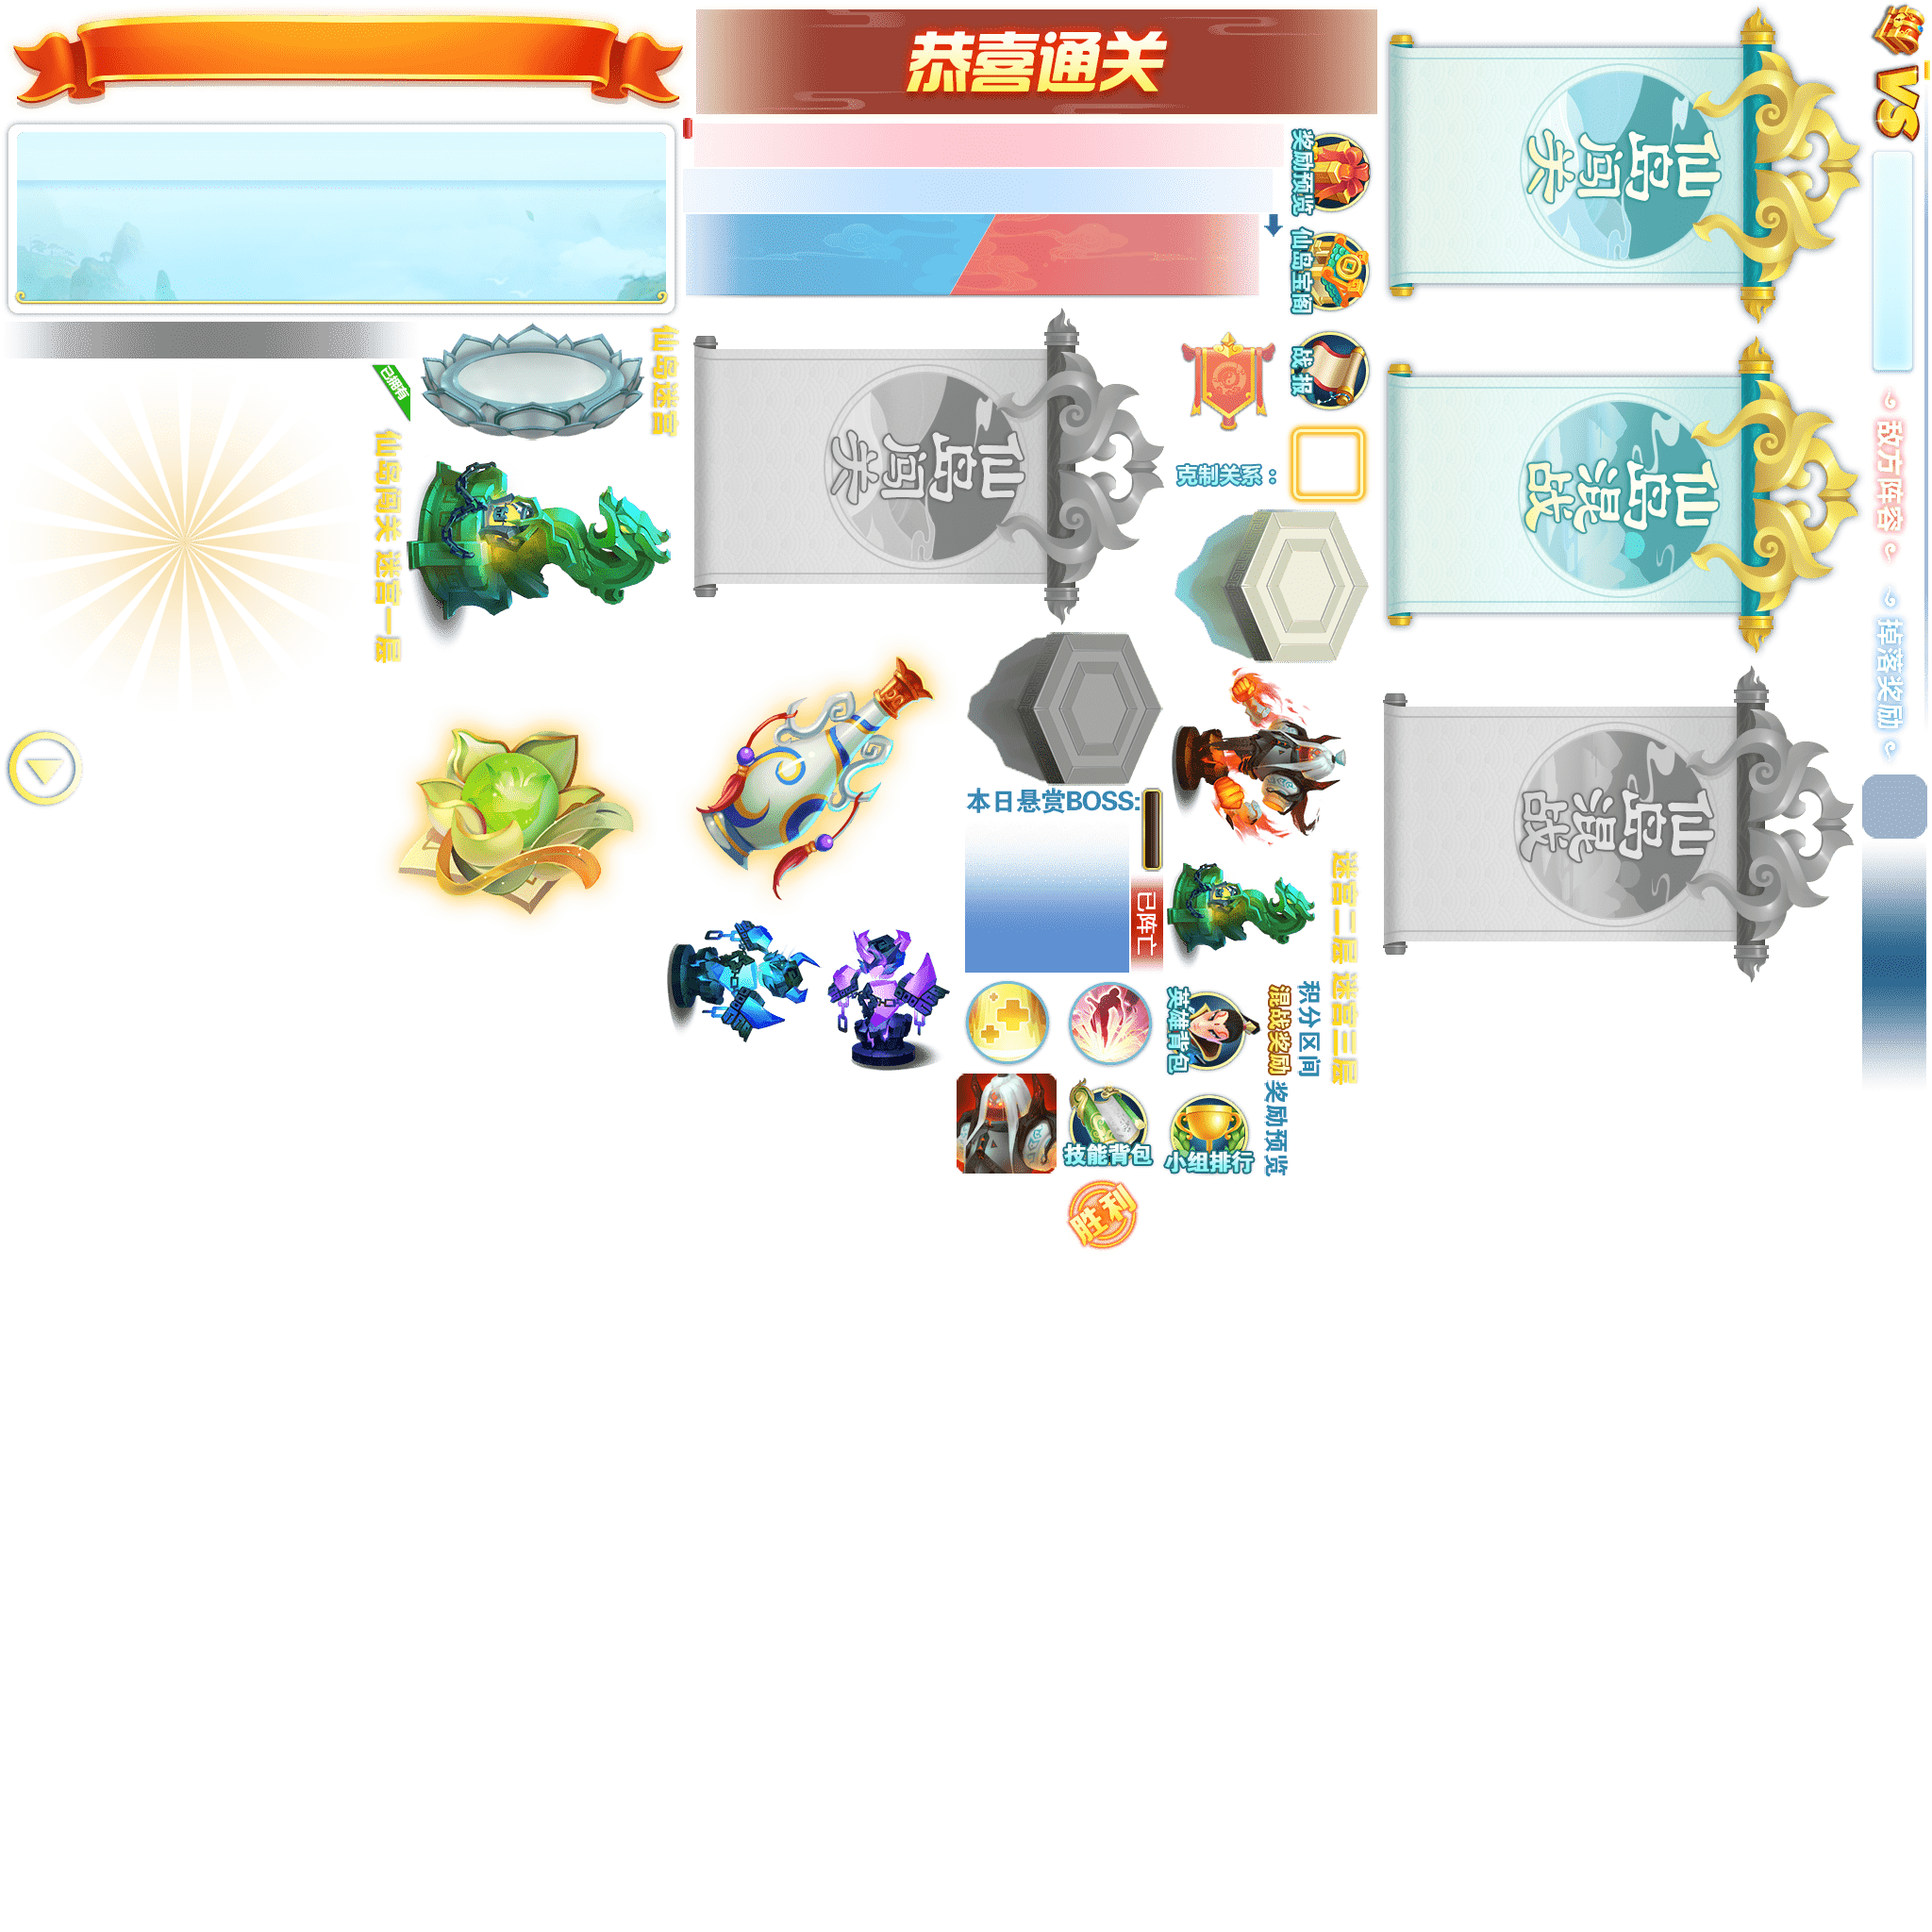 恭喜通关
奖励预览
仙岛宝阁
战报
仙岛闯关
VS
敌方阵容
掉落奖励
仙岛迷宫
已拥有
仙岛闯关
迷宫一层
仙岛闯关
克制关系：
仙岛混战
仙岛混战
本日悬赏BOSS:
已阵亡
迷宫二层
迷宫三层
英雄背包
混战奖励
积分区间
奖励预览
技能背包
小组排行
胜利